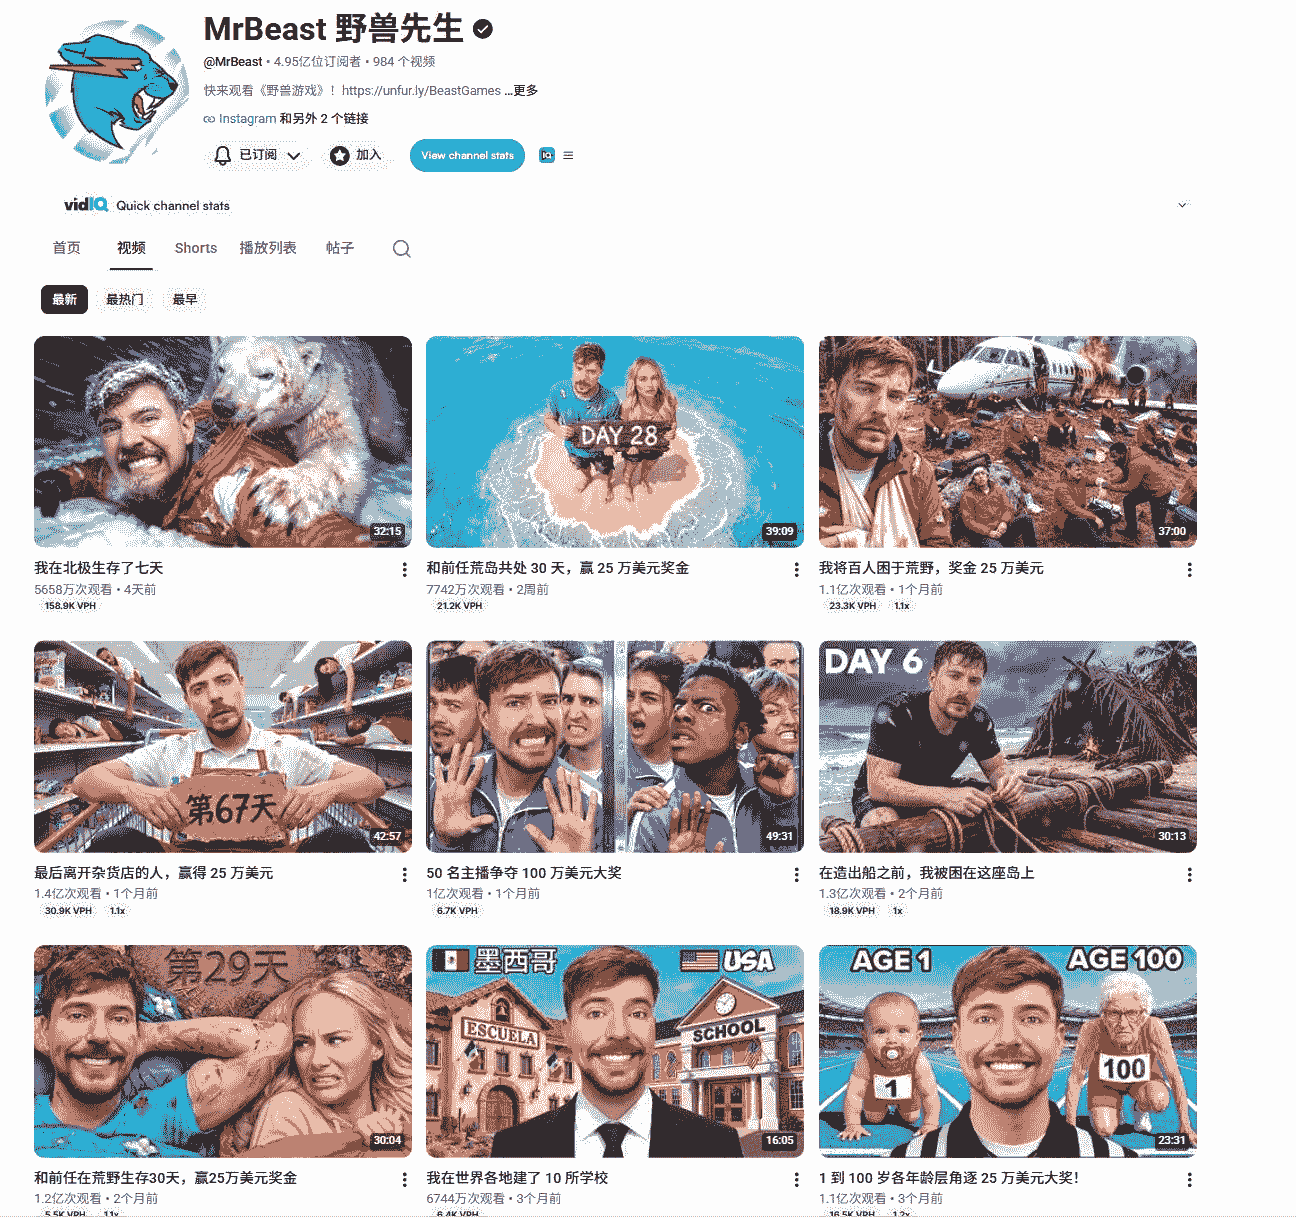 MrBeast 野兽先生
@MrBeast • 4.95亿位订阅者 • 984 个视频
快来观看《野兽游戏》！https://unfur.ly/BeastGames ...更多
Instagram 和另外 2 个链接
已订阅 加入 View channel stats IQ
vidIQ Quick channel stats
首页 视频 Shorts 播放列表 帖子
最新 最热门 最早
32:15
DAY 28
39:09
37:00
我在北极生存了七天
5658万次观看 • 4天前
158.9K VPH
和前任荒岛共处 30 天，赢 25 万美元奖金
7742万次观看 • 2周前
21.2K VPH
我将百人困于荒野，奖金 25 万美元
1.1亿次观看 • 1个月前
23.3K VPH 1.1x
第67天
42:57
49:31
DAY 6
30:13
最后离开杂货店的人，赢得 25 万美元
1.4亿次观看 • 1个月前
30.9K VPH 1.1x
50 名主播争夺 100 万美元大奖
1亿次观看 • 1个月前
6.7K VPH
在造出船之前，我被困在这座岛上
1.3亿次观看 • 2个月前
18.9K VPH 1x
第29天
30:04
墨西哥 USA
ESCUELA SCHOOL
16:05
AGE 1 AGE 100
1 100
23:31
和前任在荒野生存30天，赢25万美元奖金
1.2亿次观看 • 2个月前
5.5K VPH 1.1x
我在世界各地建了 10 所学校
6744万次观看 • 3个月前
6.4K VPH
1 到 100 岁各年龄层角逐 25 万美元大奖！
1.1亿次观看 • 3个月前
16.5K VPH 1.2x